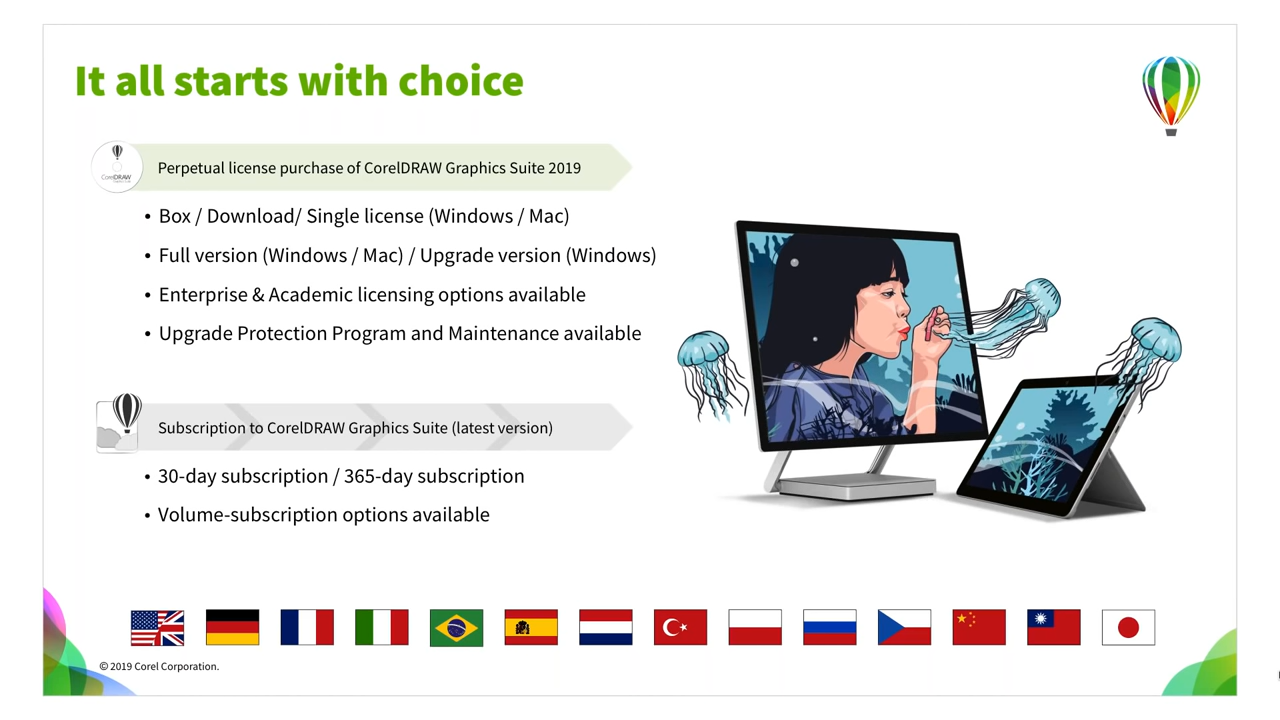 It all starts with choice
CorelDRAW
Perpetual license purchase of CorelDRAW Graphics Suite 2019
• Box / Download/ Single license (Windows / Mac)
• Full version (Windows / Mac) / Upgrade version (Windows)
• Enterprise & Academic licensing options available
• Upgrade Protection Program and Maintenance available
Subscription to CorelDRAW Graphics Suite (latest version)
• 30-day subscription / 365-day subscription
• Volume-subscription options available
© 2019 Corel Corporation.